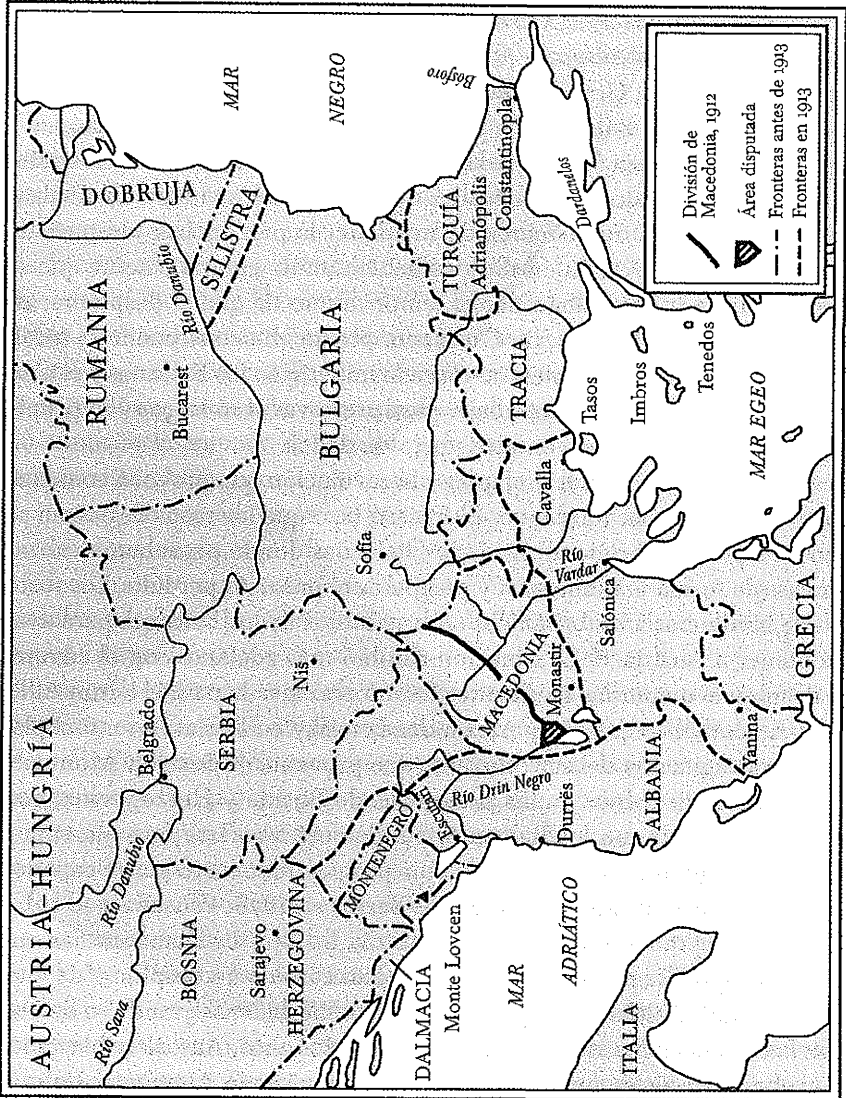 AUSTRIA-HUNGRÍA
Río Sava
Río Danubio
Belgrado
RUMANIA
Bucarest
DOBRUJA
Río Danubio
SILISTRA
MAR
NEGRO
BOSNIA
Sarajevo
SERBIA
Nis
HERZEGOVINA
BULGARIA
Sofía
MONTENEGRO
DALMACIA
Monte Lovcen
Río Drin Negro
MACEDONIA
Monastir
Durrës
ALBANIA
Yanina
MAR
ADRIÁTICO
ITALIA
Río
Vardar
Salónica
GRECIA
Cavalla
TRACIA
Tasos
Imbros
Tenedos
MAR EGEO
TURQUÍA
Adrianópolis
Constantinopla
Bósforo
Dardanelos
División de
Macedonia, 1912
Área disputada
Fronteras antes de 1913
Fronteras en 1913